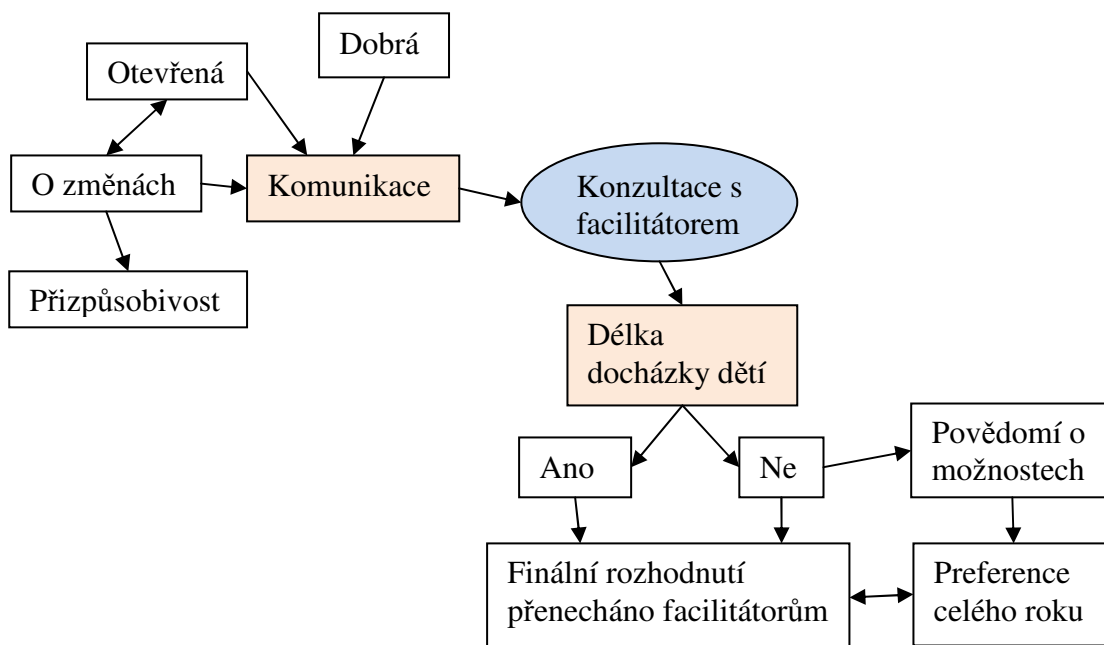 Dobrá
Otevřená
O změnách
Komunikace
Konzultace s
facilitátorem
Přizpůsobivost
Délka
docházky dětí
Ano
Ne
Povědomí o
možnostech
Finální rozhodnutí
přenecháno facilitátorům
Preference
celého roku